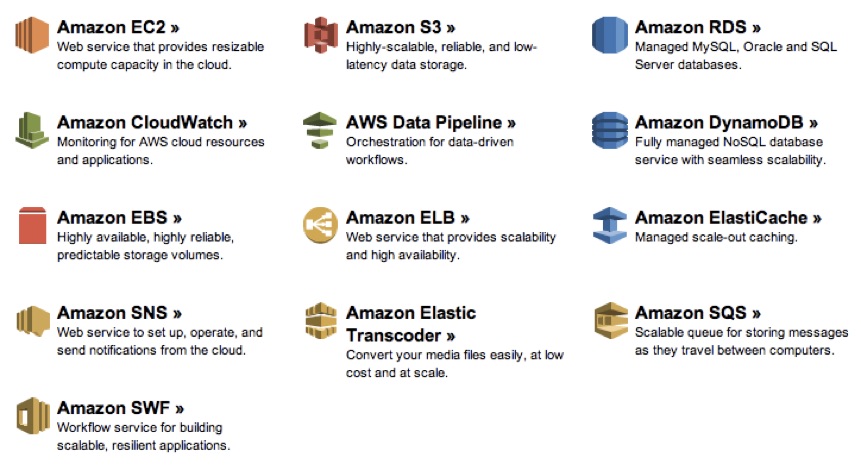 Amazon EC2 »
Web service that provides resizable
compute capacity in the cloud.
Amazon S3 »
Highly-scalable, reliable, and low-
latency data storage.
Amazon RDS »
Managed MySQL, Oracle and SQL
Server databases.
Amazon CloudWatch »
Monitoring for AWS cloud resources
and applications.
AWS Data Pipeline »
Orchestration for data-driven
workflows.
Amazon DynamoDB »
Fully managed NoSQL database
service with seamless scalability.
Amazon EBS »
Highly available, highly reliable,
predictable storage volumes.
Amazon ELB »
Web service that provides scalability
and high availability.
Amazon ElastiCache »
Managed scale-out caching.
Amazon SNS »
Web service to set up, operate, and
send notifications from the cloud.
Amazon Elastic
Transcoder »
Convert your media files easily, at low
cost and at scale.
Amazon SQS »
Scalable queue for storing messages
as they travel between computers.
Amazon SWF »
Workflow service for building
scalable, resilient applications.